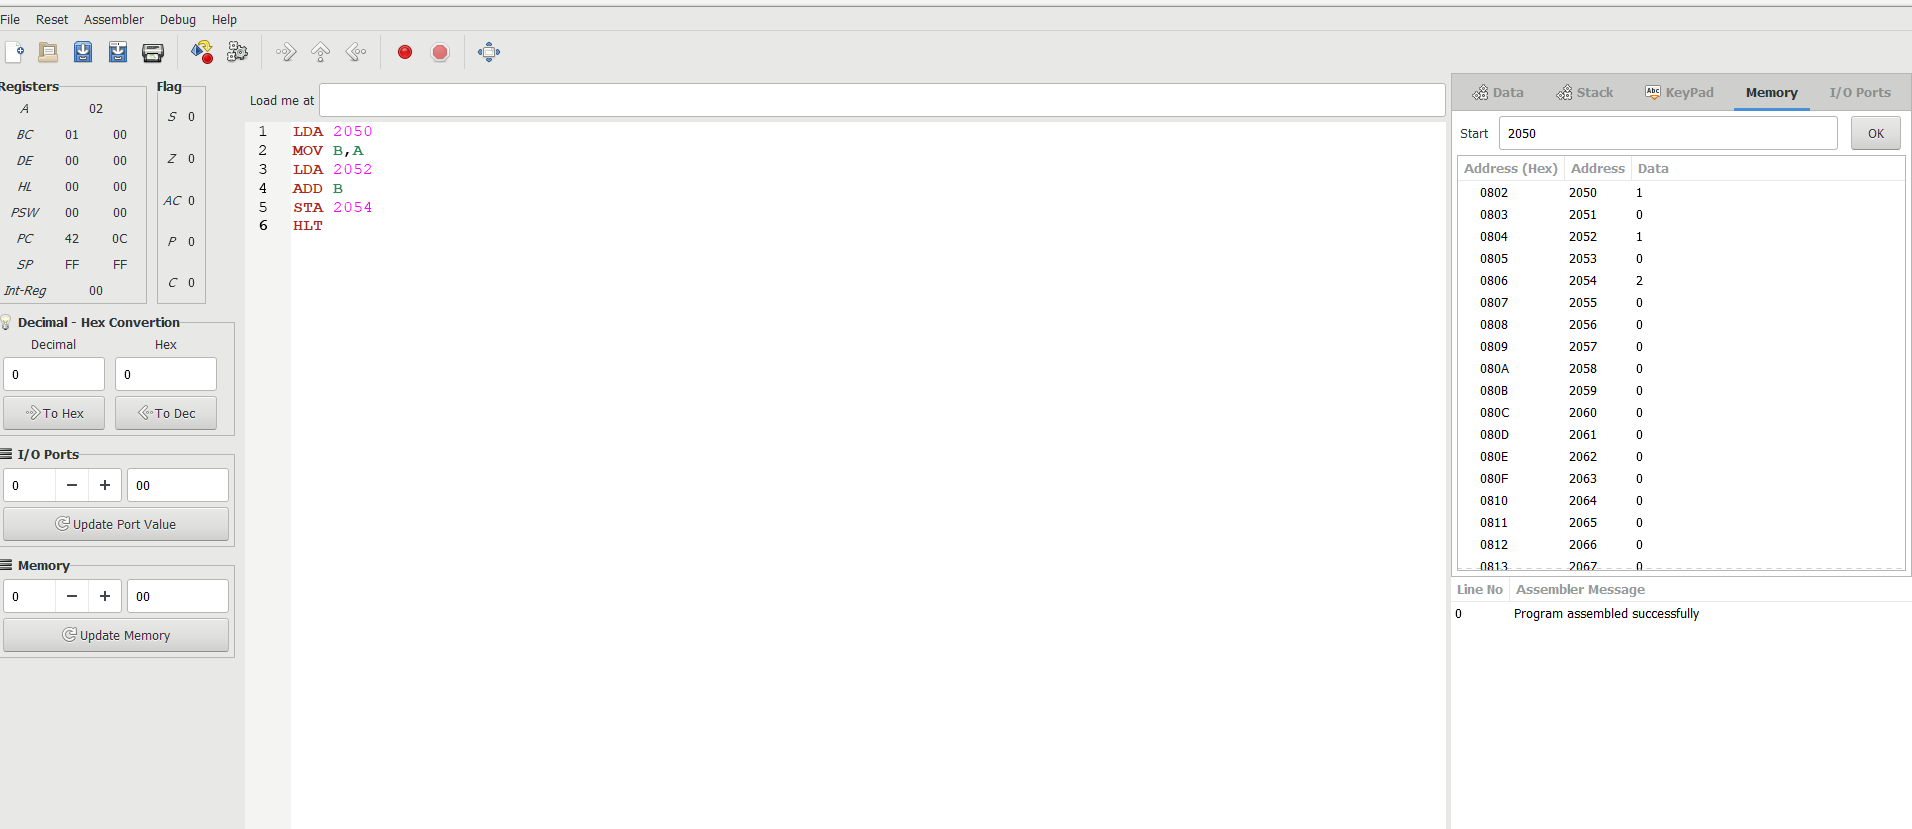 File Reset Assembler Debug Help
Registers
A 02
BC 01 00
DE 00 00
HL 00 00
PSW 00 00
PC 42 0C
SP FF FF
Int-Reg 00
Flag
S 0
Z 0
AC 0
P 0
C 0
Decimal - Hex Convertion
Decimal Hex
0 0
To Hex To Dec
I/O Ports
0 − + 00
Update Port Value
Memory
0 − + 00
Update Memory
Load me at
1 LDA 2050
2 MOV B,A
3 LDA 2052
4 ADD B
5 STA 2054
6 HLT
Data Stack Abc KeyPad Memory I/O Ports
Start 2050 OK
Address (Hex) Address Data
0802 2050 1
0803 2051 0
0804 2052 1
0805 2053 0
0806 2054 2
0807 2055 0
0808 2056 0
0809 2057 0
080A 2058 0
080B 2059 0
080C 2060 0
080D 2061 0
080E 2062 0
080F 2063 0
0810 2064 0
0811 2065 0
0812 2066 0
0813 2067 0
Line No Assembler Message
0 Program assembled successfully